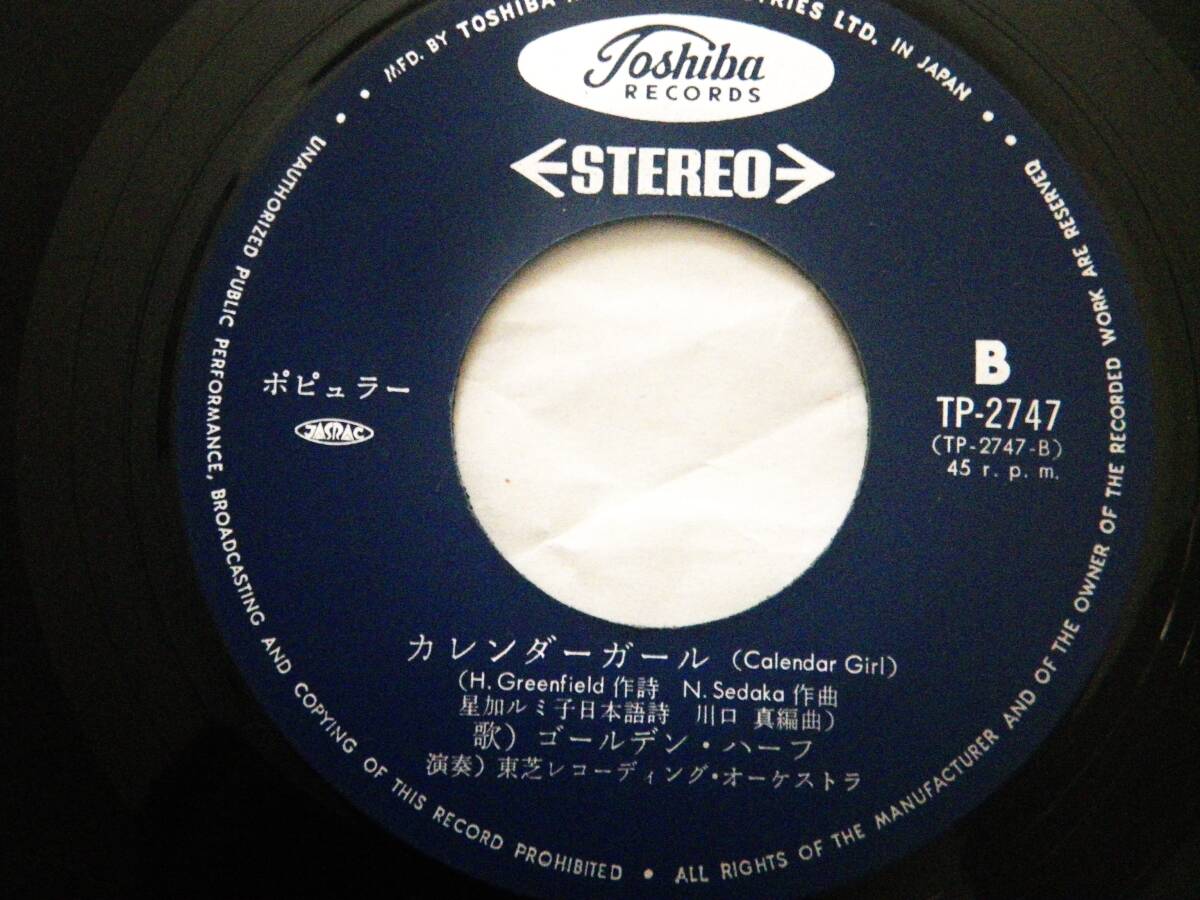 Toshiba
RECORDS
STEREO
ポピュラー
JASRAC
B
TP-2747
(TP-2747-B)
45 r. p. m.
カレンダーガール (Calendar Girl)
(H. Greenfield 作詩 N. Sedaka 作曲
星加ルミ子日本語詩 川口 真編曲)
歌) ゴールデン・ハーフ
演奏) 東芝レコーディング・オーケストラ
MFD. BY TOSHIBA LTD. IN JAPAN •
• ALL RIGHTS OF THE MANUFACTURER AND OF THE OWNER OF THE RECORDED WORK ARE RESERVED •
UNAUTHORIZED PUBLIC PERFORMANCE, BROADCASTING AND COPYING OF THIS RECORD PROHIBITED